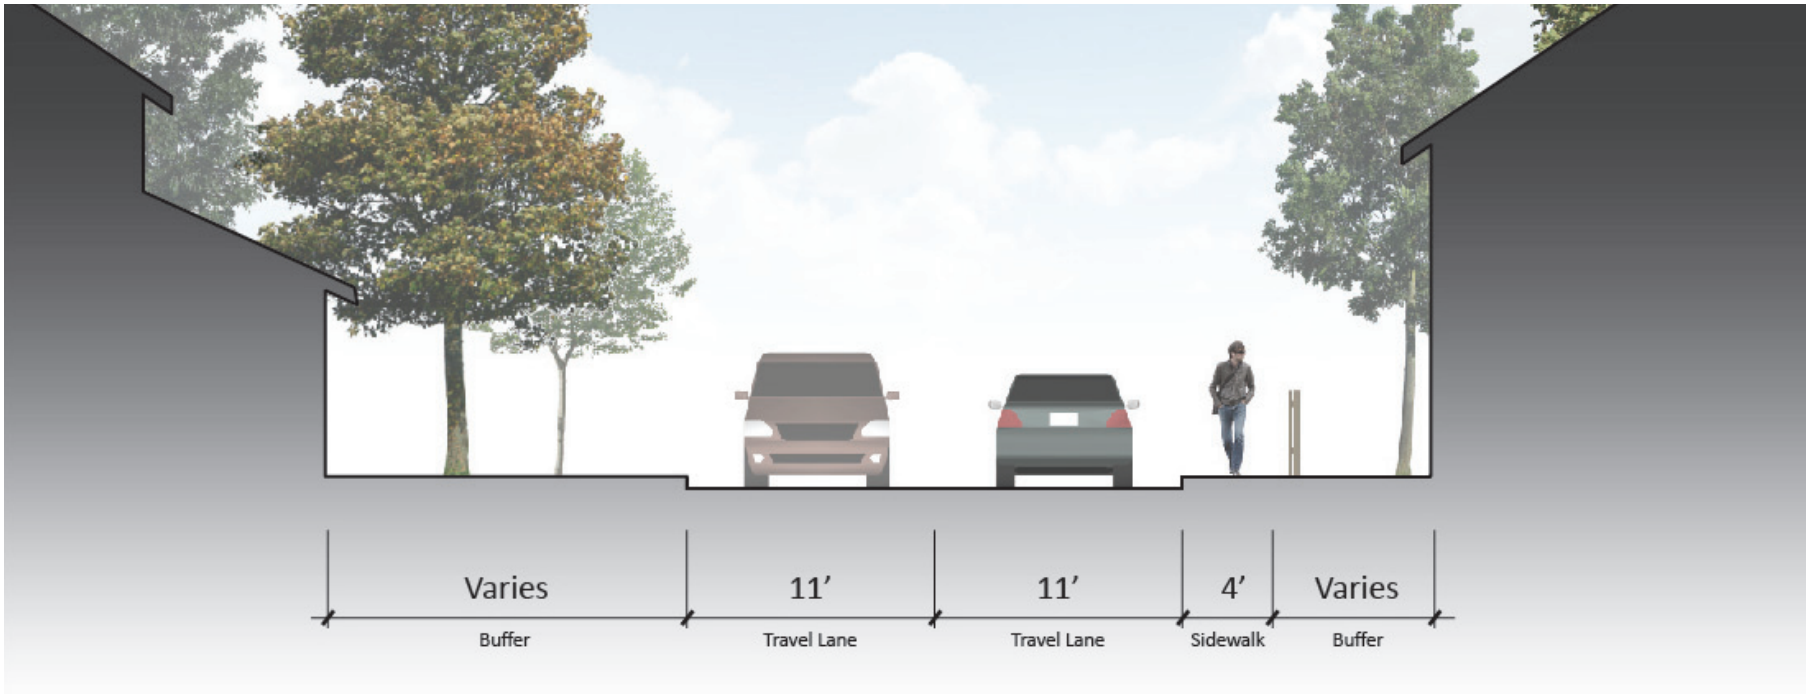 Varies 11’ 11’ 4’ Varies
Buffer Travel Lane Travel Lane Sidewalk Buffer